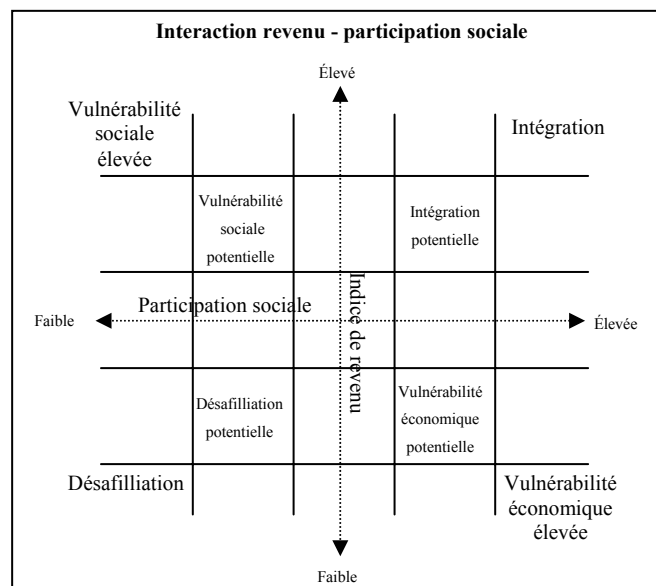 Interaction revenu - participation sociale
Élevé
Vulnérabilité
sociale
élevée
Intégration
Vulnérabilité
sociale
potentielle
Intégration
potentielle
Participation sociale
Indice de revenu
Faible
Élevée
Désafilliation
potentielle
Vulnérabilité
économique
potentielle
Désafilliation
Vulnérabilité
économique
élevée
Faible